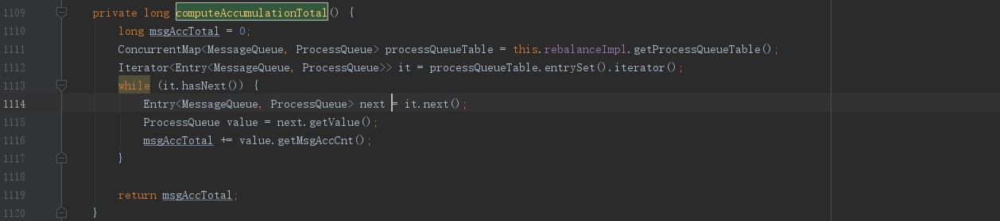 1109 private long computeAccumulationTotal() {
1110 long msgAccTotal = 0;
1111 ConcurrentMap<MessageQueue, ProcessQueue> processQueueTable = this.rebalanceImpl.getProcessQueueTable();
1112 Iterator<Entry<MessageQueue, ProcessQueue>> it = processQueueTable.entrySet().iterator();
1113 while (it.hasNext()) {
1114 Entry<MessageQueue, ProcessQueue> next = it.next();
1115 ProcessQueue value = next.getValue();
1116 msgAccTotal += value.getMsgAccCnt();
1117 }
1118
1119 return msgAccTotal;
1120 }